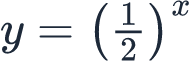 y = (1/2)^x